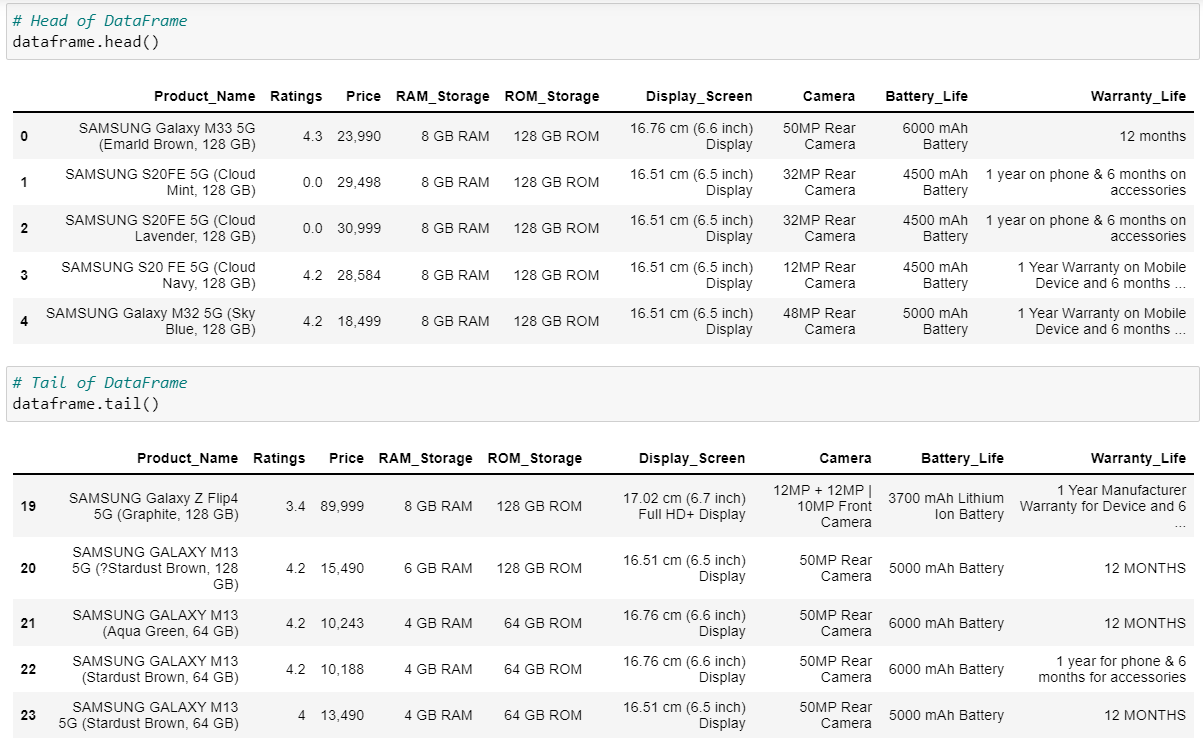 # Head of DataFrame
dataframe.head()
Product_Name Ratings Price RAM_Storage ROM_Storage Display_Screen Camera Battery_Life Warranty_Life
0 SAMSUNG Galaxy M33 5G (Emarld Brown, 128 GB) 4.3 23,990 8 GB RAM 128 GB ROM 16.76 cm (6.6 inch) Display 50MP Rear Camera 6000 mAh Battery 12 months
1 SAMSUNG S20FE 5G (Cloud Mint, 128 GB) 0.0 29,498 8 GB RAM 128 GB ROM 16.51 cm (6.5 inch) Display 32MP Rear Camera 4500 mAh Battery 1 year on phone & 6 months on accessories
2 SAMSUNG S20FE 5G (Cloud Lavender, 128 GB) 0.0 30,999 8 GB RAM 128 GB ROM 16.51 cm (6.5 inch) Display 32MP Rear Camera 4500 mAh Battery 1 year on phone & 6 months on accessories
3 SAMSUNG S20 FE 5G (Cloud Navy, 128 GB) 4.2 28,584 8 GB RAM 128 GB ROM 16.51 cm (6.5 inch) Display 12MP Rear Camera 4500 mAh Battery 1 Year Warranty on Mobile Device and 6 months ...
4 SAMSUNG Galaxy M32 5G (Sky Blue, 128 GB) 4.2 18,499 8 GB RAM 128 GB ROM 16.51 cm (6.5 inch) Display 48MP Rear Camera 5000 mAh Battery 1 Year Warranty on Mobile Device and 6 months ...
# Tail of DataFrame
dataframe.tail()
Product_Name Ratings Price RAM_Storage ROM_Storage Display_Screen Camera Battery_Life Warranty_Life
19 SAMSUNG Galaxy Z Flip4 5G (Graphite, 128 GB) 3.4 89,999 8 GB RAM 128 GB ROM 17.02 cm (6.7 inch) Full HD+ Display 12MP + 12MP | 10MP Front Camera 3700 mAh Lithium Ion Battery 1 Year Manufacturer Warranty for Device and 6 ...
20 SAMSUNG GALAXY M13 5G (?Stardust Brown, 128 GB) 4.2 15,490 6 GB RAM 128 GB ROM 16.51 cm (6.5 inch) Display 50MP Rear Camera 5000 mAh Battery 12 MONTHS
21 SAMSUNG GALAXY M13 (Aqua Green, 64 GB) 4.2 10,243 4 GB RAM 64 GB ROM 16.76 cm (6.6 inch) Display 50MP Rear Camera 6000 mAh Battery 12 MONTHS
22 SAMSUNG GALAXY M13 (Stardust Brown, 64 GB) 4.2 10,188 4 GB RAM 64 GB ROM 16.76 cm (6.6 inch) Display 50MP Rear Camera 6000 mAh Battery 1 year for phone & 6 months for accessories
23 SAMSUNG GALAXY M13 5G (Stardust Brown, 64 GB) 4 13,490 4 GB RAM 64 GB ROM 16.51 cm (6.5 inch) Display 50MP Rear Camera 5000 mAh Battery 12 MONTHS